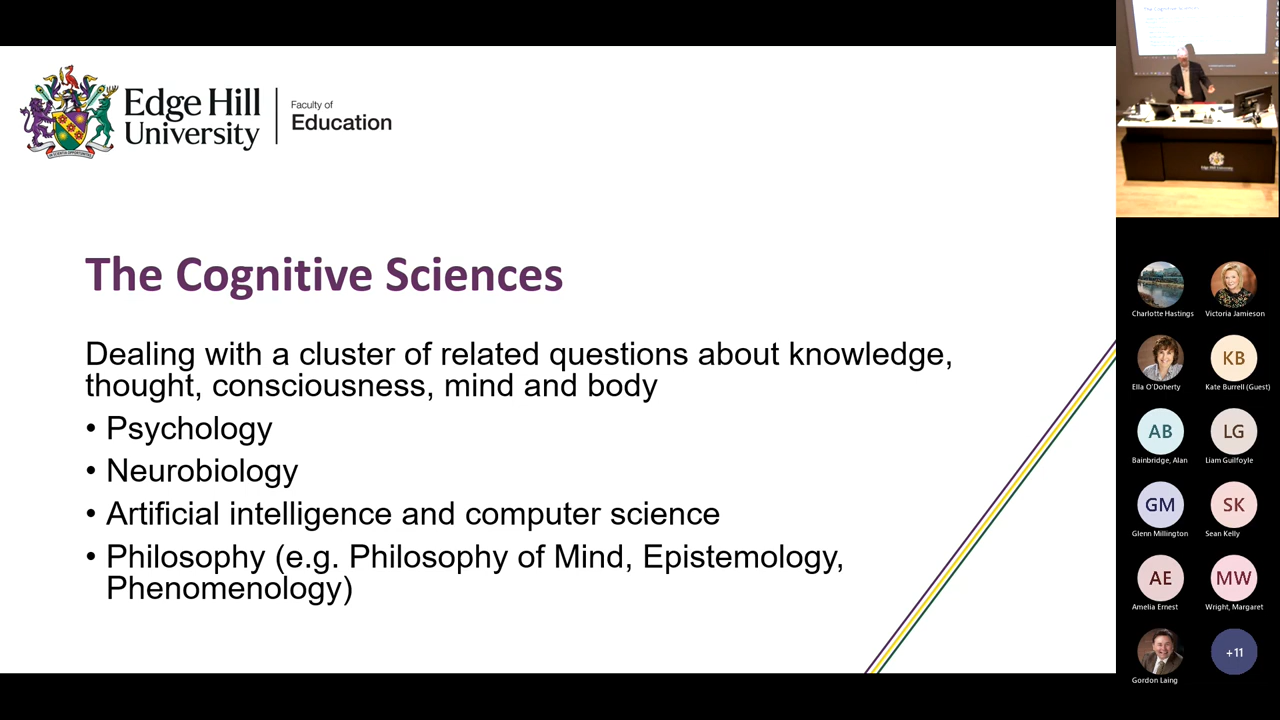 Edge Hill
University
Faculty of
Education
The Cognitive Sciences
Dealing with a cluster of related questions about knowledge,
thought, consciousness, mind and body
• Psychology
• Neurobiology
• Artificial intelligence and computer science
• Philosophy (e.g. Philosophy of Mind, Epistemology,
Phenomenology)
Edge Hill University
Charlotte Hastings
Victoria Jamieson
Ella O'Doherty
KB
Kate Burrell (Guest)
AB
Bainbridge, Alan
LG
Liam Guilfoyle
GM
Glenn Millington
SK
Sean Kelly
AE
Amelia Ernest
MW
Wright, Margaret
Gordon Laing
+11